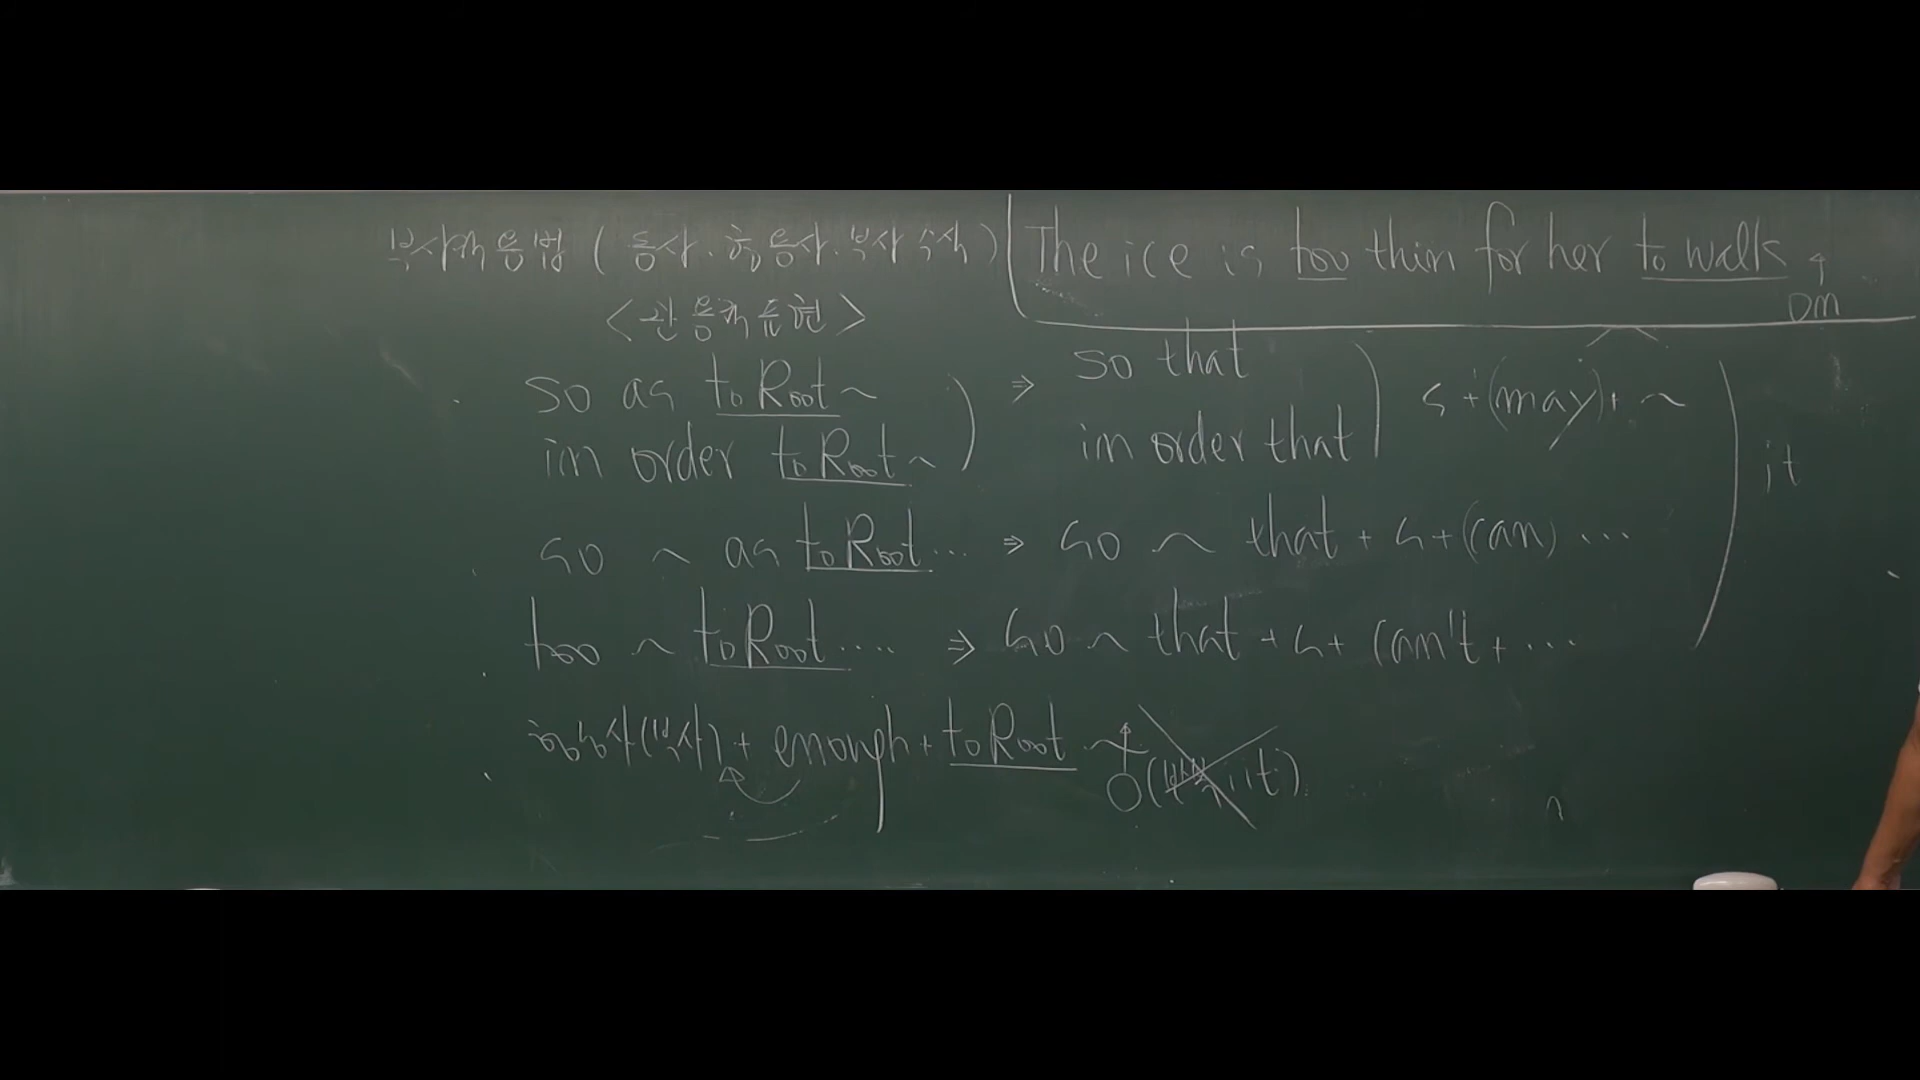 부사적용법 ( 동사·형용사·부사 수식 )
The ice is too thin for her to walk
on
<관용적표현>
so as to Root ~
in order to Root ~
⇒ so that
in order that
S + (may) + ~
it
so ~ as to Root ... ⇒ so ~ that + S + (can) ...
too ~ to Root .... ⇒ so ~ that + S + can't + ...
형용사(부사) + enough + to Root ~
O ( it)